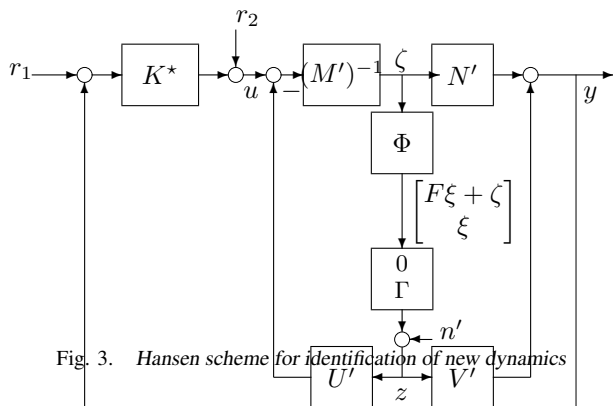 r₂
r₁ K⋆ u − (M′)⁻¹ ζ N′ y
Φ
[Fξ + ζ
ξ]
0
Γ
n′
Fig. 3. Hansen scheme for identification of new dynamics
U′ z V′